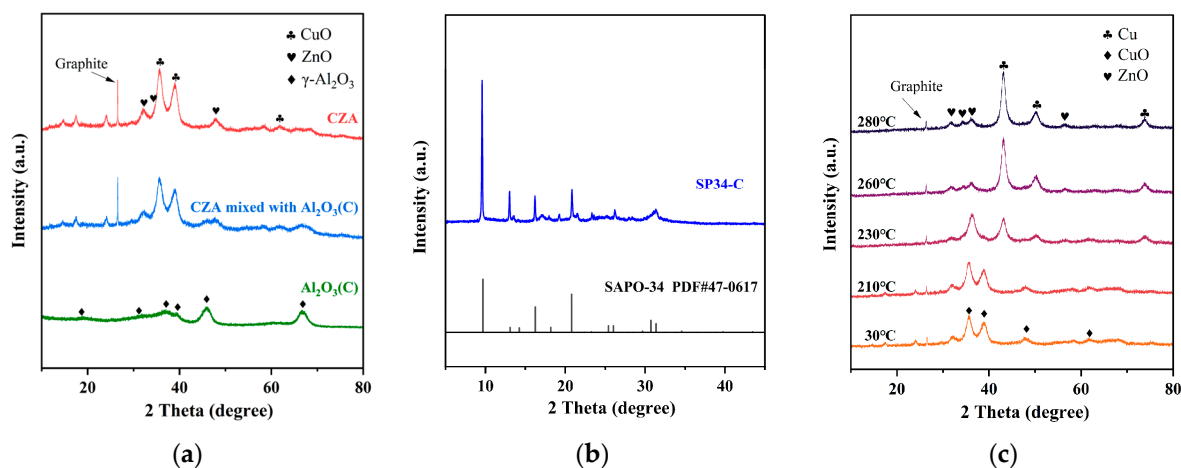 ♣ CuO
♥ ZnO
♦ γ-Al₂O₃
Graphite
CZA
CZA mixed with Al₂O₃(C)
Al₂O₃(C)
Intensity (a.u.)
20 40 60 80
2 Theta (degree)
(a)
SP34-C
SAPO-34 PDF#47-0617
Intensity (a.u.)
10 20 30 40
2 Theta (degree)
(b)
♣ Cu
♦ CuO
♥ ZnO
Graphite
280°C
260°C
230°C
210°C
30°C
Intensity (a.u.)
20 40 60 80
2 Theta (degree)
(c)